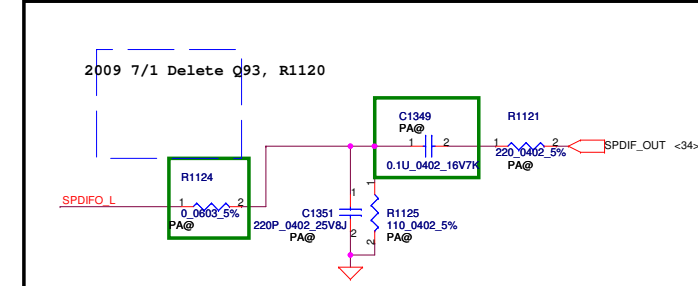 2009 7/1 Delete Q93, R1120
C1349
PA@
1
2
0.1U_0402_16V7K
R1121
1
2
220_0402_5%
PA@
SPDIF_OUT <34>
R1124
SPDIFO_L
1
2
0_0603_5%
PA@
1
C1351
220P_0402_25V8J
PA@
2
1
R1125
110_0402_5%
PA@
2